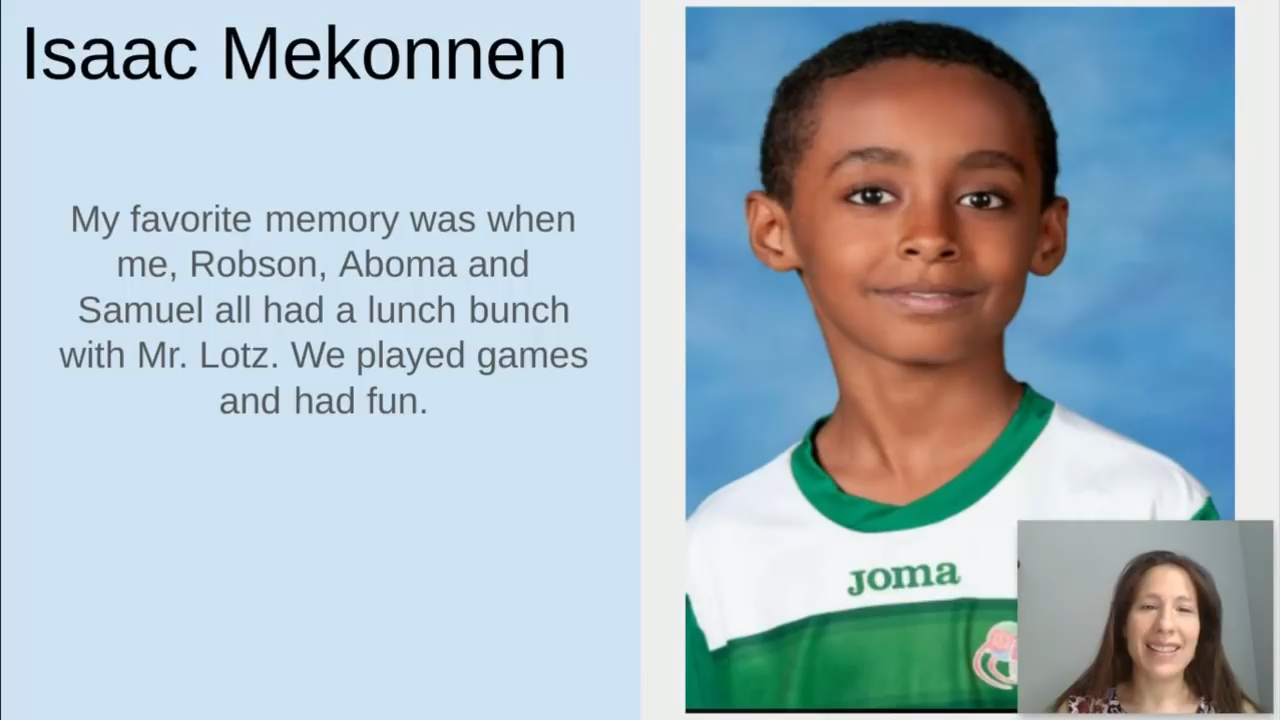 Isaac Mekonnen
My favorite memory was when
me, Robson, Aboma and
Samuel all had a lunch bunch
with Mr. Lotz. We played games
and had fun.
Joma